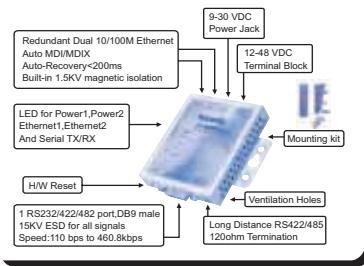 9-30 VDC
Power Jack
Redundant Dual 10/100M Ethernet
Auto MDI/MDIX
Auto-Recovery<200ms
Built-in 1.5KV magnetic isolation
12-48 VDC
Terminal Block
LED for Power1,Power2
Ethernet1,Ethernet2
And Serial TX/RX
Mounting kit
H/W Reset
Ventilation Holes
1 RS232/422/482 port,DB9 male
15KV ESD for all signals
Speed:110 bps to 460.8kbps
Long Distance RS422/485
120ohm Termination